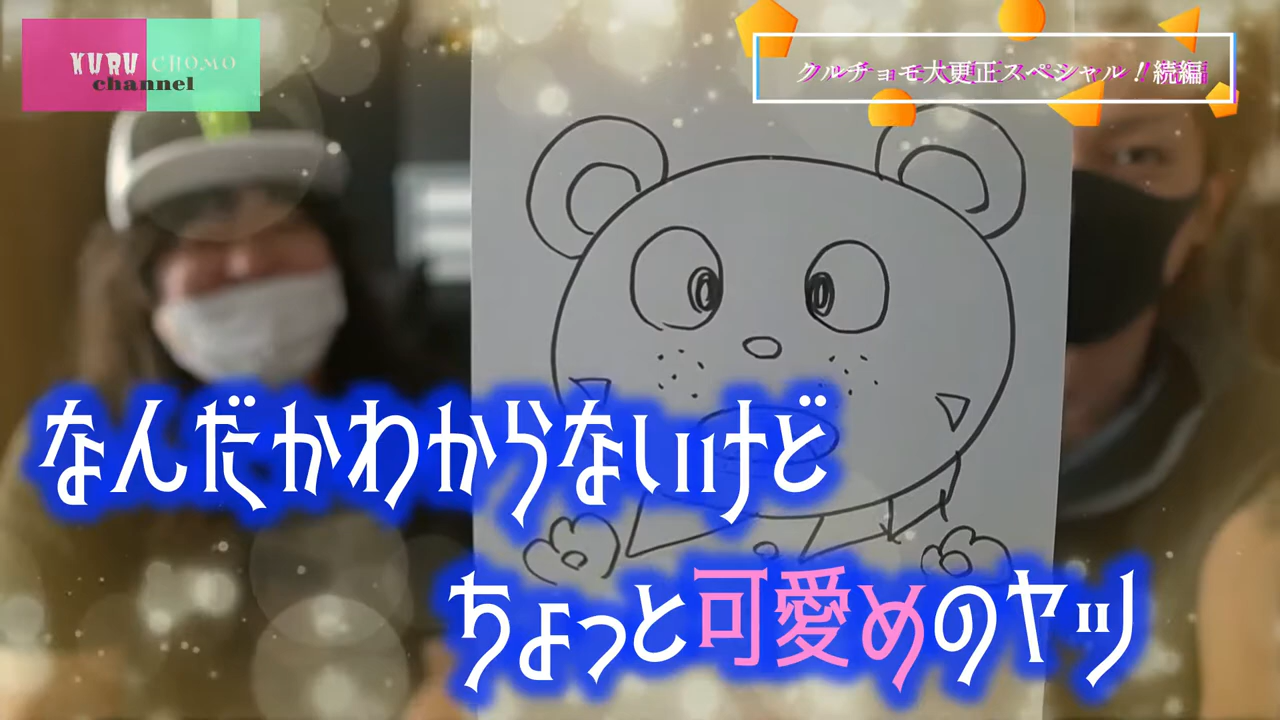 KURU CHOMO
channel
クルチョモ大更正スペシャル!続編
なんだかわからないけど
ちょっと可愛めのヤツ